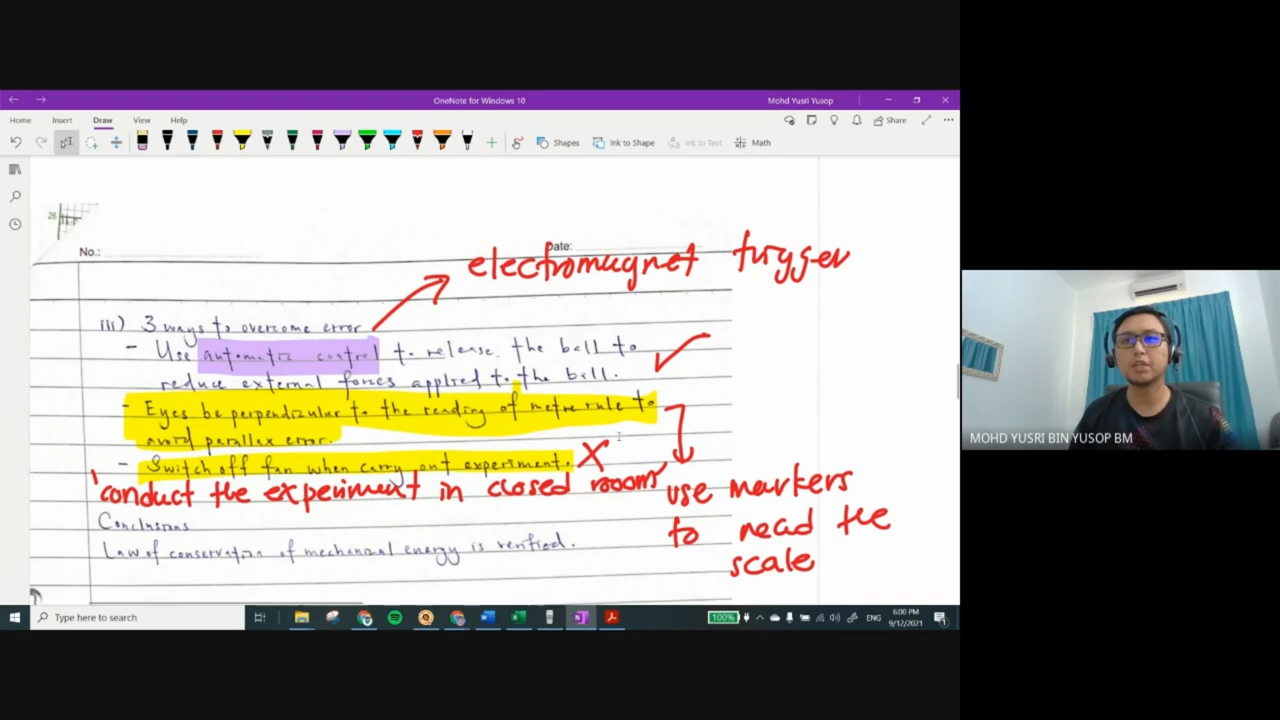 OneNote for Windows 10
Mohd Yusri Yusop
Home Insert Draw View Help
Share
Shapes Ink to Shape Ink to Text Math
26
No.:
Date:
electromagnet trigger
iii) 3 ways to overcome error
- Use automatic control to release the ball to
reduce external forces applied to the ball.
- Eyes be perpendicular to the reading of metre rule to
avoid parallax error.
- Switch off fan when carry out experiment.
'conduct the experiment in closed room'
use markers
to read the
scale
Conclusions
Law of conservation of mechanical energy is verified.
MOHD YUSRI BIN YUSOP BM
Type here to search
100%
ENG
6:00 PM
9/12/2021